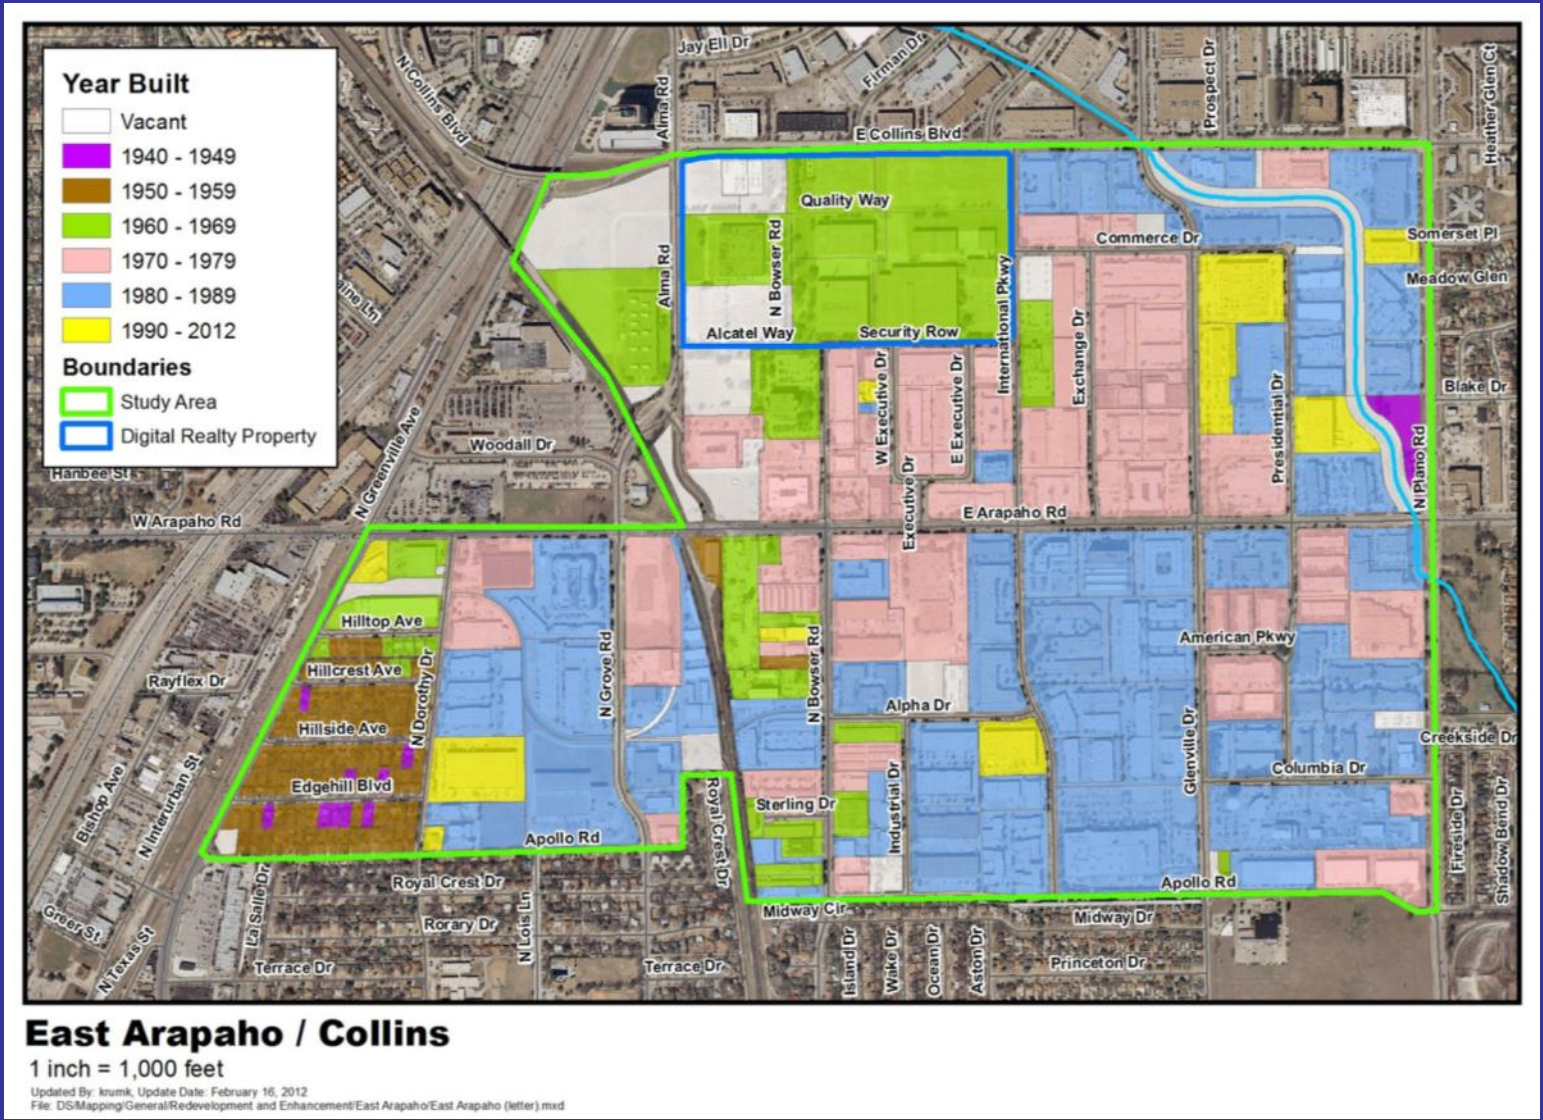 Year Built
Vacant
1940 - 1949
1950 - 1959
1960 - 1969
1970 - 1979
1980 - 1989
1990 - 2012
Boundaries
Study Area
Digital Realty Property
Jay Ell Dr
Firman Dr
N Collins Blvd
Alma Rd
Prospect Dr
Heather Glen Ct
E Collins Blvd
Quality Way
N Bowser Rd
Alma Rd
Commerce Dr
Somerset Pl
Meadow Glen
International Pkwy
Alcatel Way
Security Row
Exchange Dr
W Executive Dr
E Executive Dr
Presidential Dr
Blake Dr
N Plano Rd
Woodall Dr
N Greenville Ave
Hanbee St
W Arapaho Rd
E Arapaho Rd
Executive Dr
Hilltop Ave
Hillcrest Ave
Rayflex Dr
N Dorothy Dr
N Grove Rd
N Bowser Rd
American Pkwy
Hillside Ave
Alpha Dr
Glenville Dr
Creekside Dr
Columbia Dr
Edgehill Blvd
Bishop Ave
N Interurban St
Sterling Dr
Industrial Dr
Royal Crest Dr
Fireside Dr
Shadow Bend Dr
Apollo Rd
Apollo Rd
Royal Crest Dr
Midway Cir
Midway Dr
La Salle Dr
Rorary Dr
N Lois Ln
Greer St
N Texas St
Terrace Dr
Terrace Dr
Island Dr
Wake Dr
Ocean Dr
Aston Dr
Princeton Dr
East Arapaho / Collins
1 inch = 1,000 feet
Updated By: krumk, Update Date: February 16, 2012
File: DS/Mapping/General/Redevelopment and Enhancement/East Arapaho/East Arapaho (letter).mxd